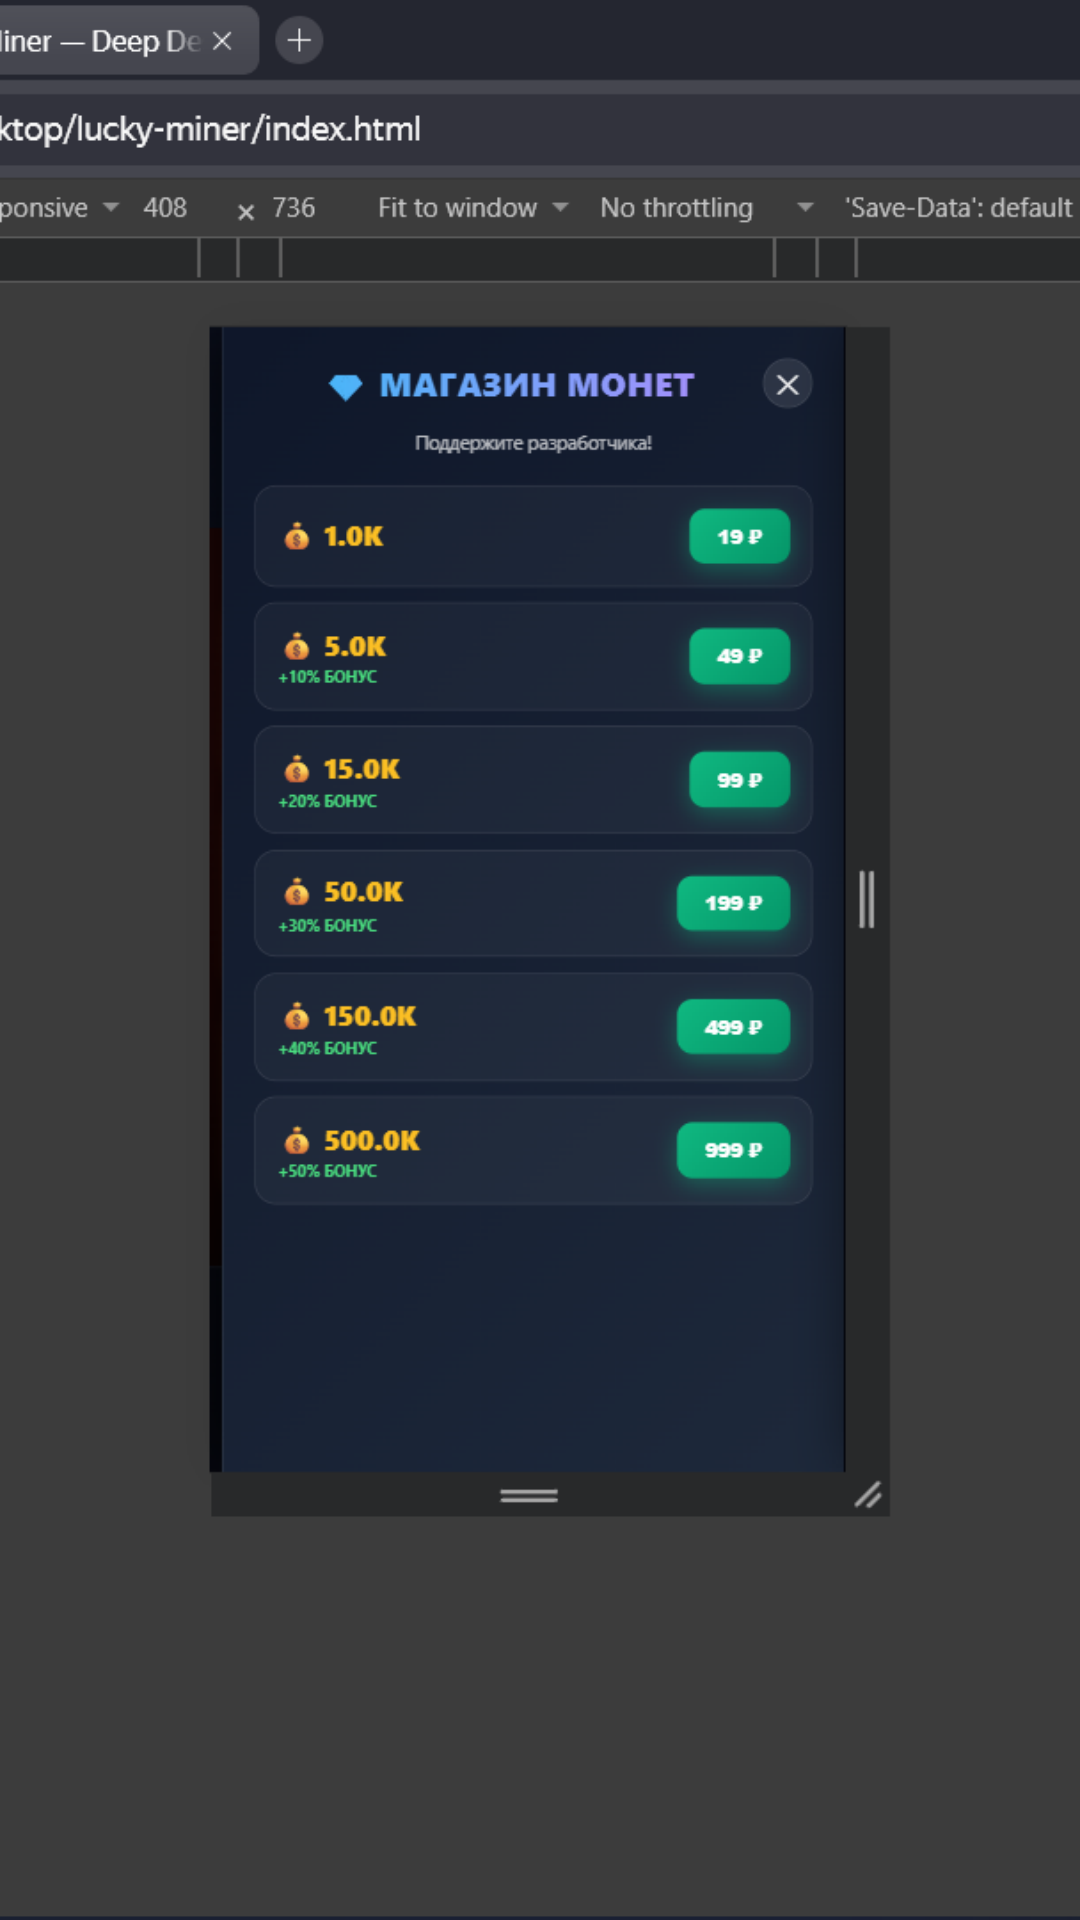 iner — Deep De
ktop/lucky-miner/index.html
ponsive 408 × 736 Fit to window No throttling 'Save-Data': default
МАГАЗИН МОНЕТ
Поддержите разработчика!
1.0K
19 ₽
5.0K
+10% БОНУС
49 ₽
15.0K
+20% БОНУС
99 ₽
50.0K
+30% БОНУС
199 ₽
150.0K
+40% БОНУС
499 ₽
500.0K
+50% БОНУС
999 ₽